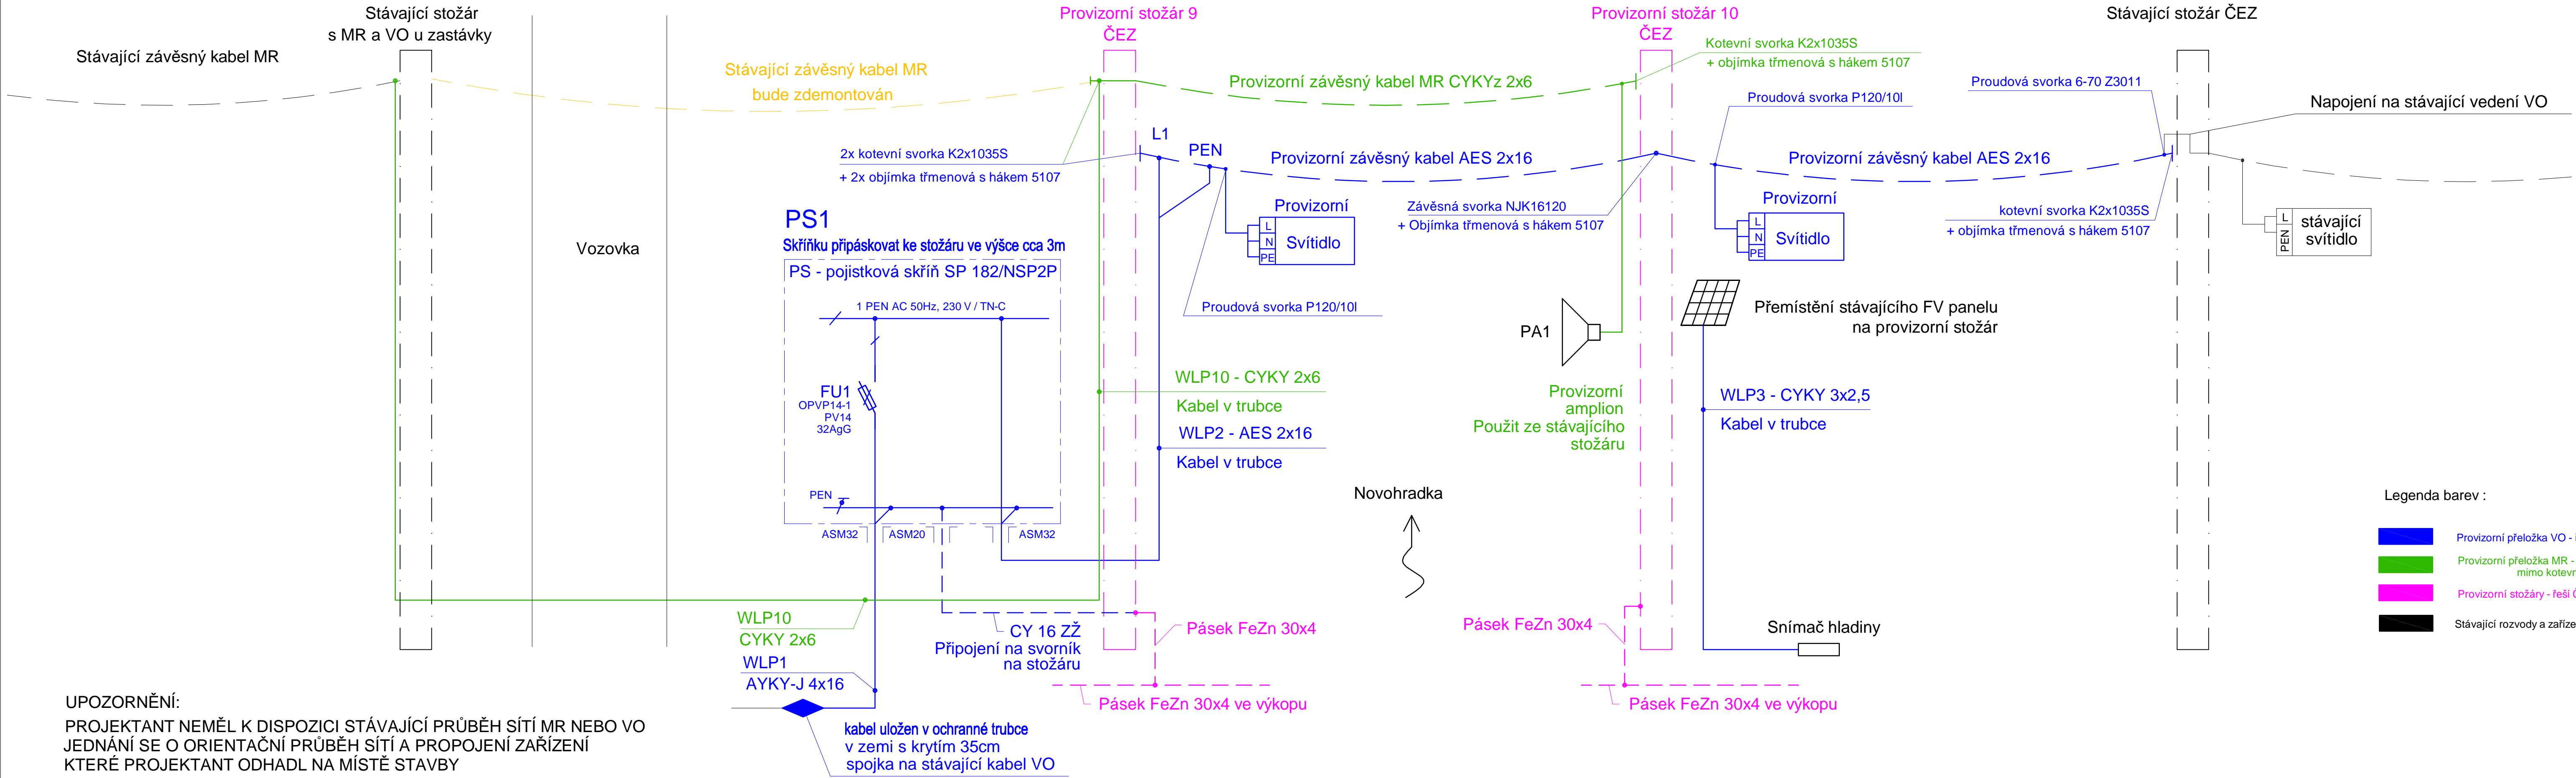 Stávající stožár
s MR a VO u zastávky
Provizorní stožár 9
ČEZ
Provizorní stožár 10
ČEZ
Stávající stožár ČEZ
Stávající závěsný kabel MR
Stávající závěsný kabel MR
bude zdemontován
Provizorní závěsný kabel MR CYKYz 2x6
Kotevní svorka K2x1035S
+ objímka třmenová s hákem 5107
Proudová svorka P120/10l
Proudová svorka 6-70 Z3011
Napojení na stávající vedení VO
2x kotevní svorka K2x1035S
+ 2x objímka třmenová s hákem 5107
L1
PEN
Provizorní závěsný kabel AES 2x16
Provizorní závěsný kabel AES 2x16
Závěsná svorka NJK16120
+ Objímka třmenová s hákem 5107
kotevní svorka K2x1035S
+ objímka třmenová s hákem 5107
Provizorní
L
N
PE
Svítidlo
Provizorní
L
N
PE
Svítidlo
L
PEN
stávající
svítidlo
Proudová svorka P120/10l
PS1
Skříňku připáskovat ke stožáru ve výšce cca 3m
PS - pojistková skříň SP 182/NSP2P
1 PEN AC 50Hz, 230 V / TN-C
FU1
OPVP14-1
PV14
32AgG
PEN
ASM32
ASM20
ASM32
Vozovka
WLP10 - CYKY 2x6
Kabel v trubce
WLP2 - AES 2x16
Kabel v trubce
PA1
Provizorní
amplion
Použit ze stávajícího
stožáru
Přemístění stávajícího FV panelu
na provizorní stožár
WLP3 - CYKY 3x2,5
Kabel v trubce
Novohradka
Snímač hladiny
WLP10
CYKY 2x6
WLP1
AYKY-J 4x16
CY 16 ZŽ
Připojení na svorník
na stožáru
Pásek FeZn 30x4
Pásek FeZn 30x4 ve výkopu
Pásek FeZn 30x4
Pásek FeZn 30x4 ve výkopu
kabel uložen v ochranné trubce
v zemi s krytím 35cm
spojka na stávající kabel VO
UPOZORNĚNÍ:
PROJEKTANT NEMĚL K DISPOZICI STÁVAJÍCÍ PRŮBĚH SÍTÍ MR NEBO VO
JEDNÁNÍ SE O ORIENTAČNÍ PRŮBĚH SÍTÍ A PROPOJENÍ ZAŘÍZENÍ
KTERÉ PROJEKTANT ODHADL NA MÍSTĚ STAVBY
Legenda barev :
Provizorní přeložka VO -
Provizorní přeložka MR -
mimo
Provizorní stožáry - řeší
Stávající rozvody a